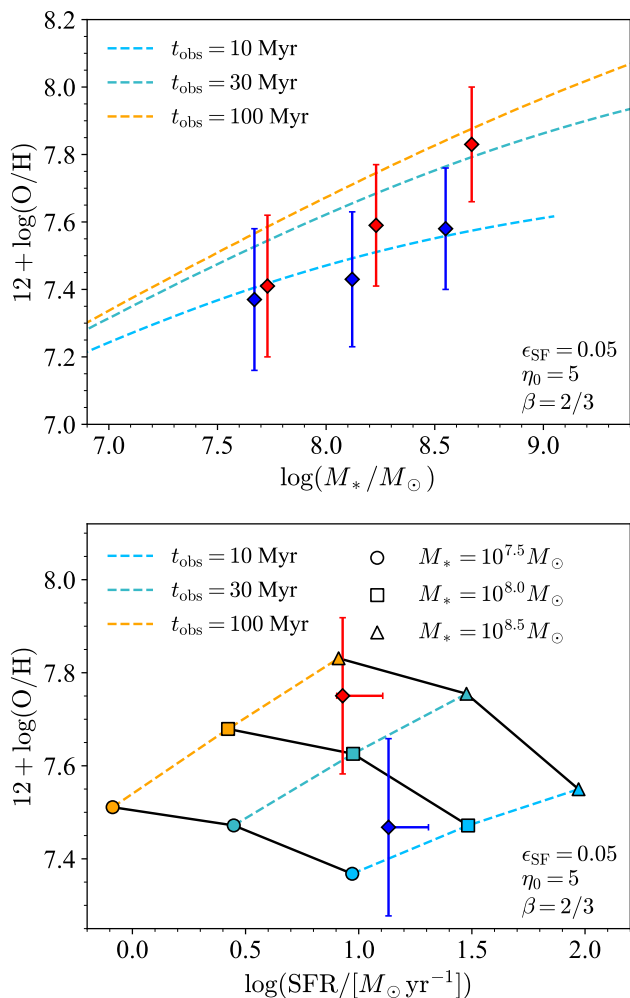 8.2
8.0
7.8
7.6
7.4
7.2
7.0
12 + log(O/H)
t_obs = 10 Myr
t_obs = 30 Myr
t_obs = 100 Myr
ϵ_SF = 0.05
η_0 = 5
β = 2/3
7.0 7.5 8.0 8.5 9.0
log(M_*/M_⊙)
8.0
7.8
7.6
7.4
12 + log(O/H)
t_obs = 10 Myr
t_obs = 30 Myr
t_obs = 100 Myr
M_* = 10^7.5 M_⊙
M_* = 10^8.0 M_⊙
M_* = 10^8.5 M_⊙
ϵ_SF = 0.05
η_0 = 5
β = 2/3
0.0 0.5 1.0 1.5 2.0
log(SFR/[M_⊙ yr^−1])